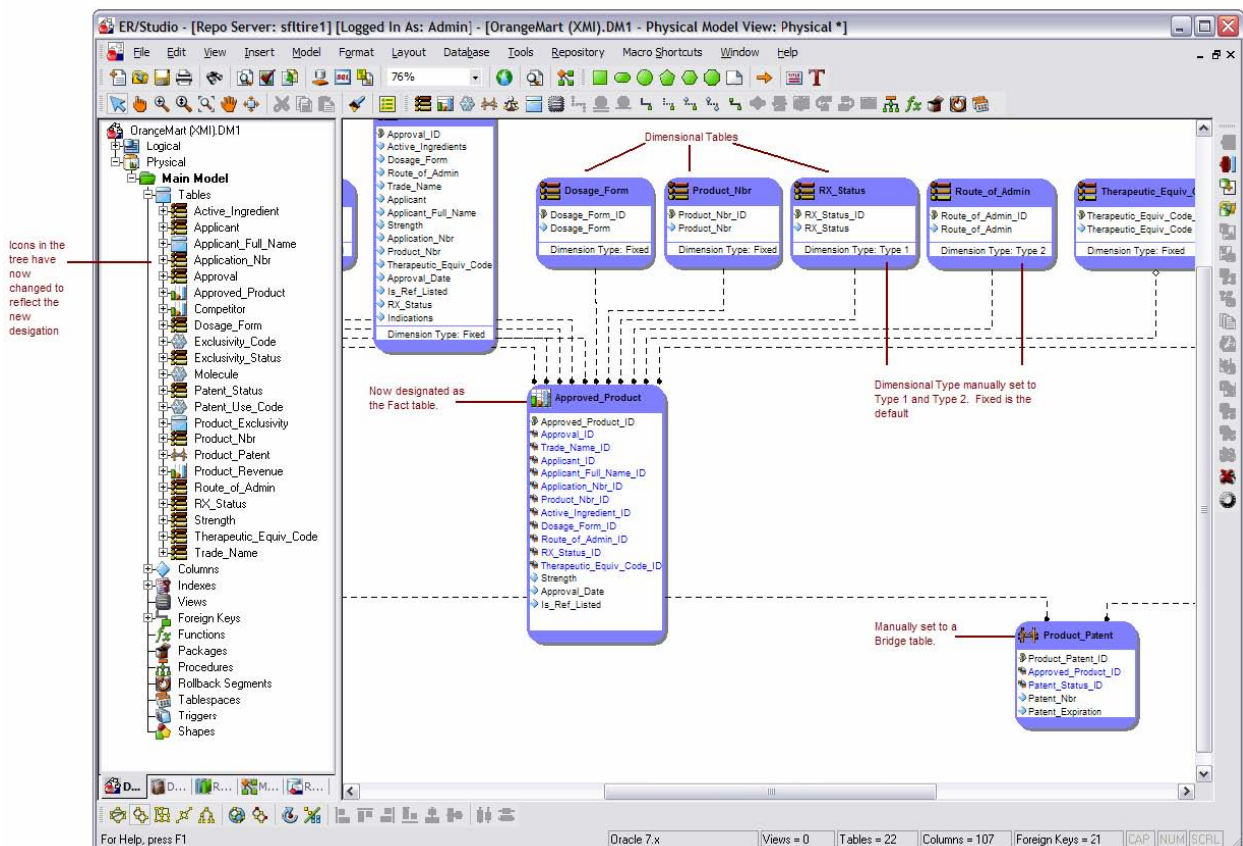 ER/Studio - [Repo Server: sfltire1] [Logged In As: Admin] - [OrangeMart (XMI).DM1 - Physical Model View: Physical *]
File Edit View Insert Model Format Layout Database Tools Repository Macro Shortcuts Window Help
76%
OrangeMart (XMI).DM1
Logical
Physical
Main Model
Tables
Active_Ingredient
Applicant
Applicant_Full_Name
Application_Nbr
Approval
Approved_Product
Competitor
Dosage_Form
Exclusivity_Code
Exclusivity_Status
Molecule
Patent_Status
Patent_Use_Code
Product_Exclusivity
Product_Nbr
Product_Patent
Product_Revenue
Route_of_Admin
RX_Status
Strength
Therapeutic_Equiv_Code
Trade_Name
Columns
Indexes
Views
Foreign Keys
Functions
Packages
Procedures
Rollback Segments
Tablespaces
Triggers
Shapes
D... D... R... M... R...
Icons in the
tree have
now
changed to
reflect the
new
desigation
Approval_ID
Active_Ingredients
Dosage_Form
Route_of_Admin
Trade_Name
Applicant
Applicant_Full_Name
Strength
Application_Nbr
Product_Nbr
Therapeutic_Equiv_Code
Approval_Date
Is_Ref_Listed
RX_Status
Indications
Dimension Type: Fixed
Dimensional Tables
Dosage_Form
Dosage_Form_ID
Dosage_Form
Dimension Type: Fixed
Product_Nbr
Product_Nbr_ID
Product_Nbr
Dimension Type: Fixed
RX_Status
RX_Status_ID
RX_Status
Dimension Type: Type 1
Route_of_Admin
Route_of_Admin_ID
Route_of_Admin
Dimension Type: Type 2
Therapeutic_Equiv_C
Therapeutic_Equiv_Code_
Therapeutic_Equiv_Code
Dimension Type: Fixed
Now designated as
the Fact table.
Approved_Product
Approved_Product_ID
Approval_ID
Trade_Name_ID
Applicant_ID
Applicant_Full_Name_ID
Application_Nbr_ID
Product_Nbr_ID
Active_Ingredient_ID
Dosage_Form_ID
Route_of_Admin_ID
RX_Status_ID
Therapeutic_Equiv_Code_ID
Strength
Approval_Date
Is_Ref_Listed
Dimensional Type manually set to
Type 1 and Type 2. Fixed is the
default
Manually set to a
Bridge table.
Product_Patent
Product_Patent_ID
Approved_Product_ID
Patent_Status_ID
Patent_Nbr
Patent_Expiration
For Help, press F1
Oracle 7.x
Views = 0
Tables = 22
Columns = 107
Foreign Keys = 21
CAP NUM SCRL